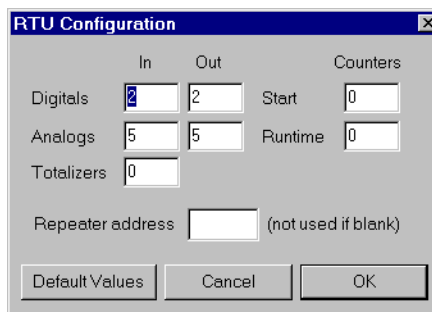 RTU Configuration
In Out Counters
Digitals 2 2 Start 0
Analogs 5 5 Runtime 0
Totalizers 0
Repeater address (not used if blank)
Default Values Cancel OK